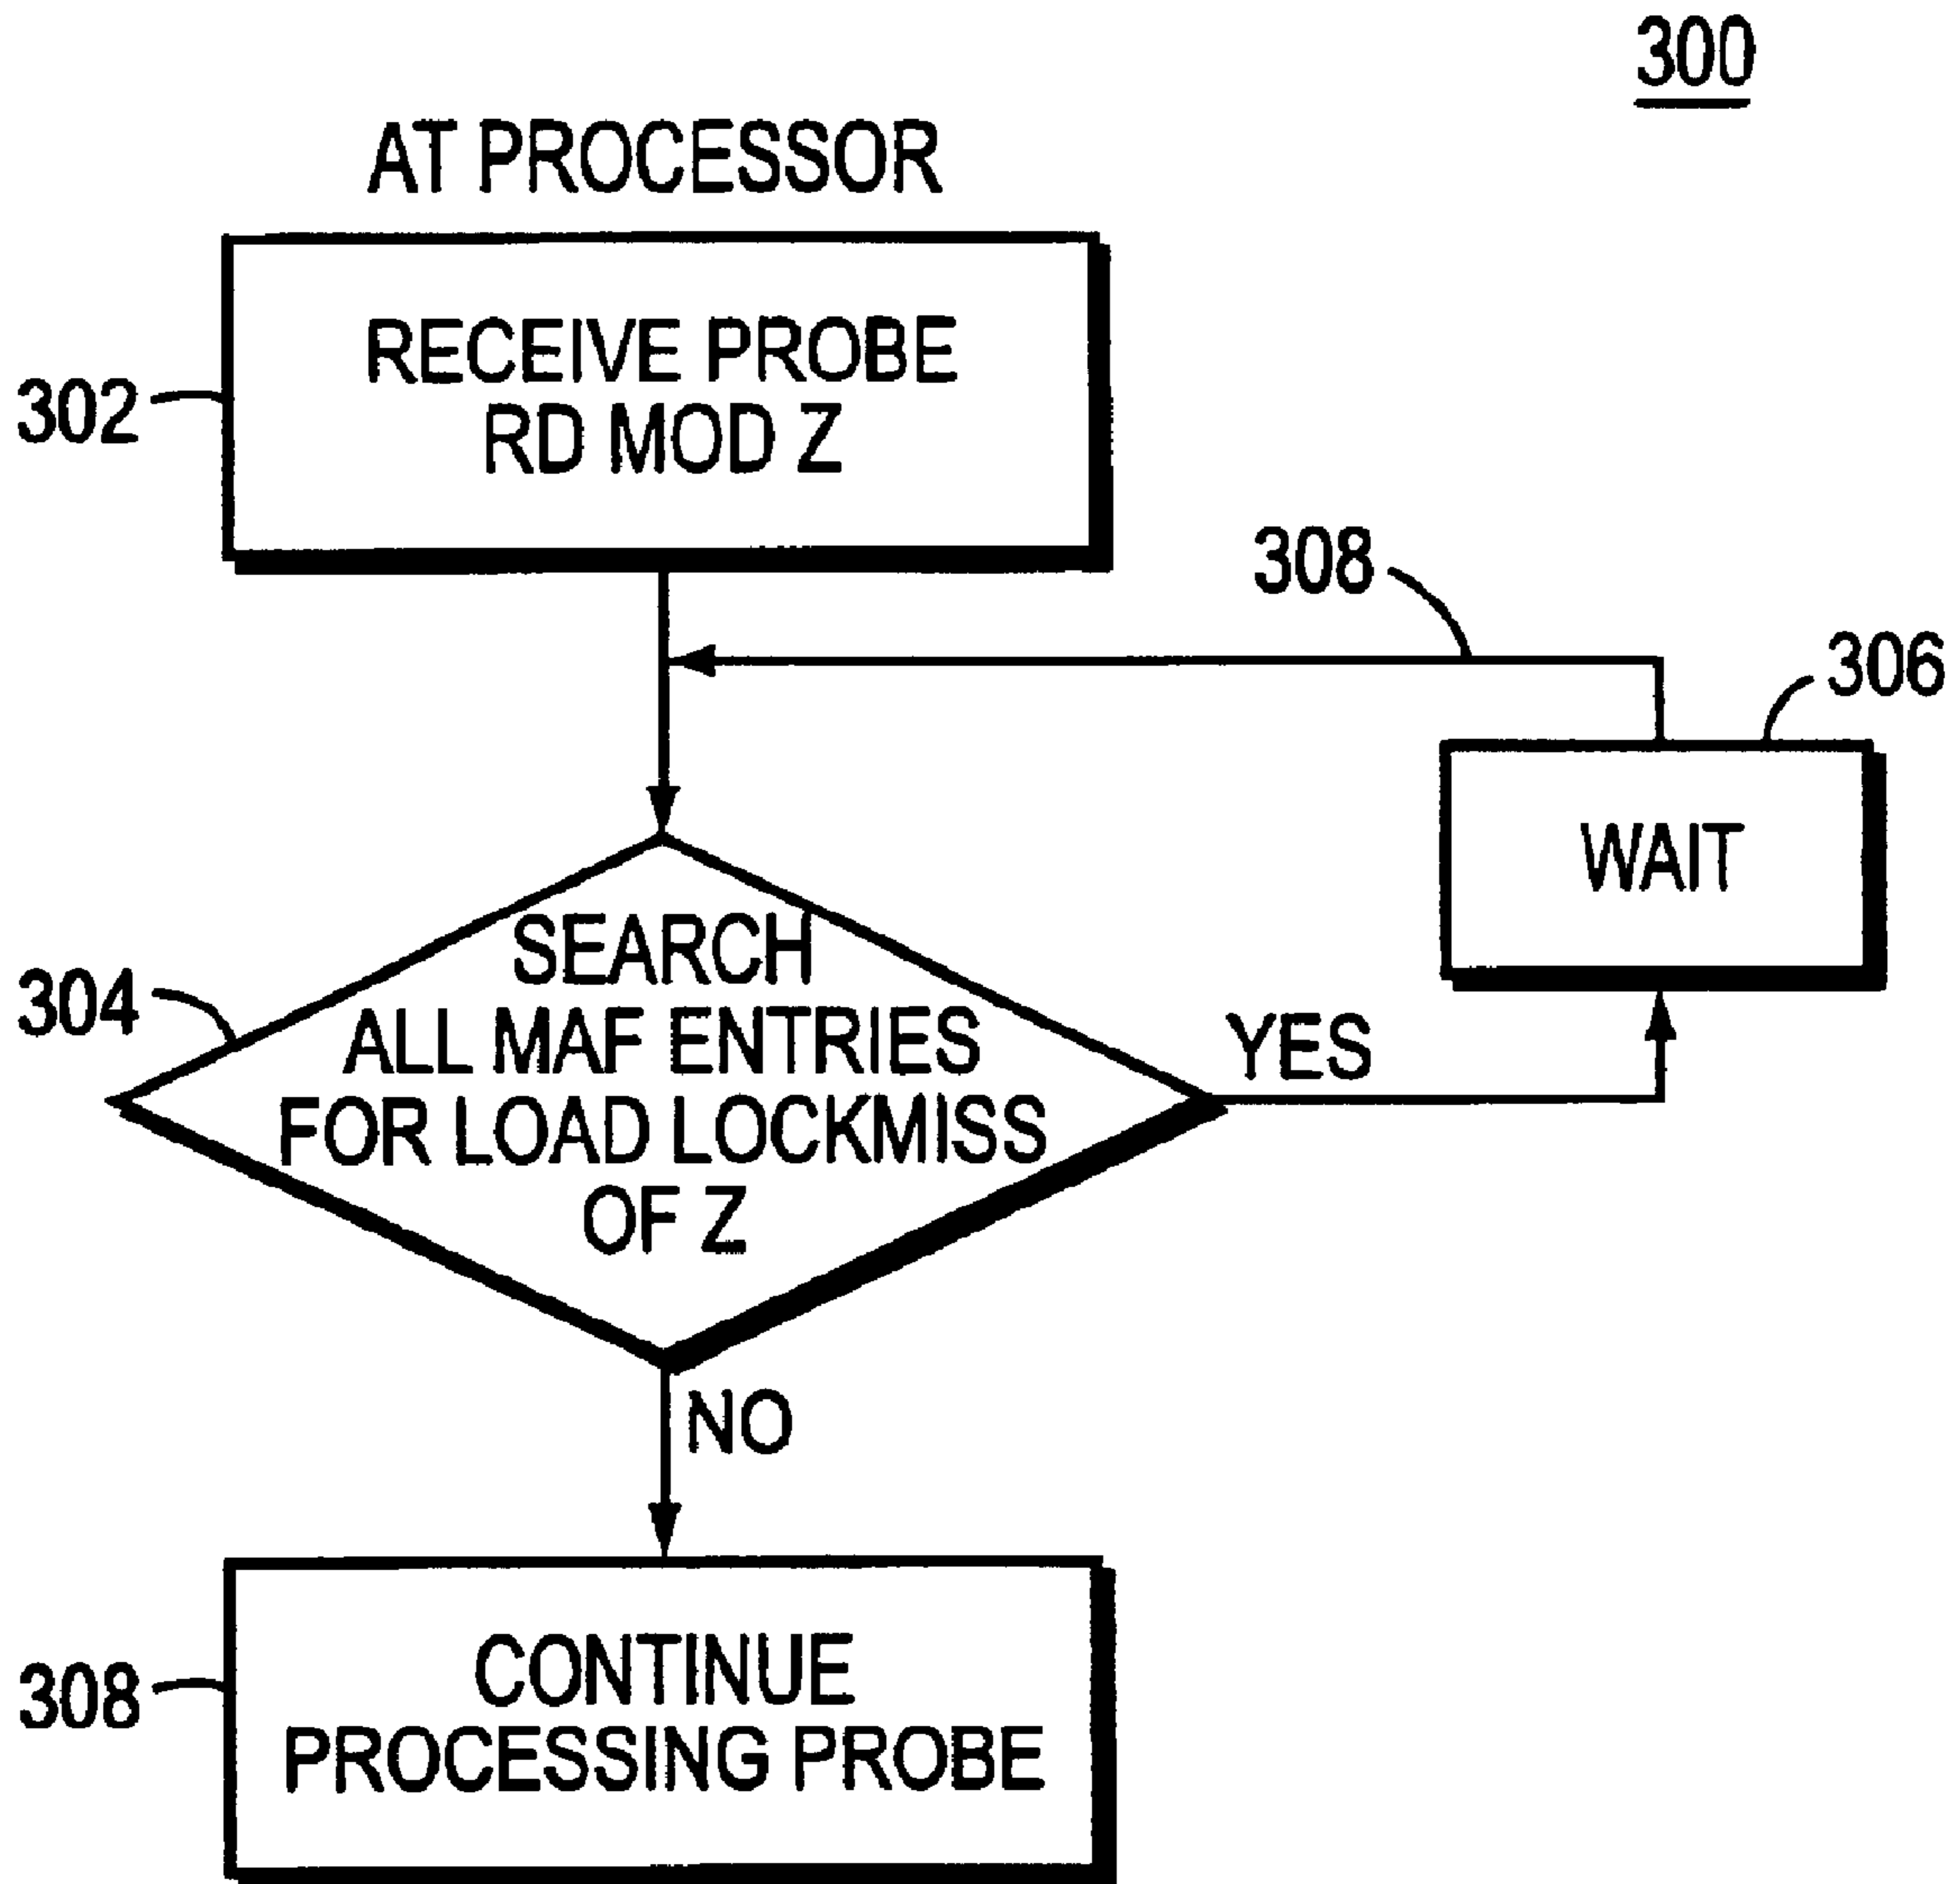 300
AT PROCESSOR
RECEIVE PROBE
RD MOD Z
302
308
306
WAIT
SEARCH
ALL MAF ENTRIES
FOR LOAD LOCKMISS
OF Z
304
YES
NO
CONTINUE
PROCESSING PROBE
308